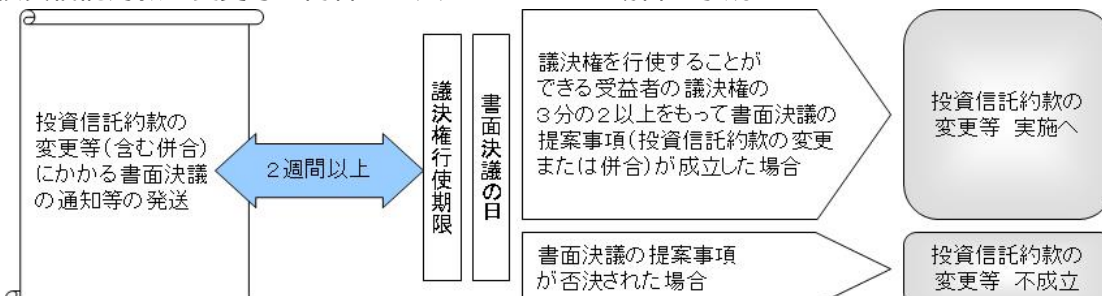 投資信託約款の
変更等(含む併合)
にかかる書面決議
の通知等の発送
２週間以上
議決権行使期限
書面決議の日
議決権を行使することが
できる受益者の議決権の
３分の２以上をもって書面決議の
提案事項(投資信託約款の変更
または併合)が成立した場合
投資信託約款の
変更等 実施へ
書面決議の提案事項
が否決された場合
投資信託約款の
変更等 不成立